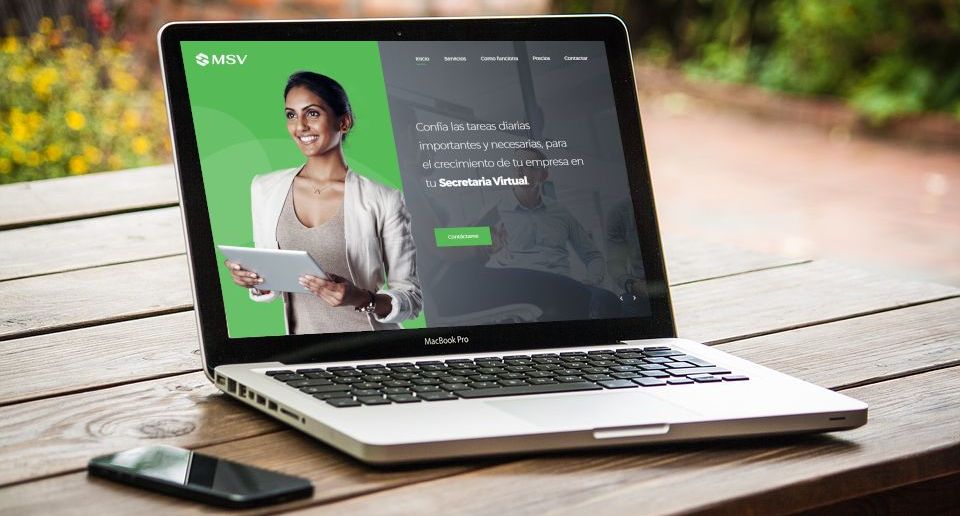 MSV
Inicio Servicios Como funciona Precios Contactar
Confía las tareas diarias
importantes y necesarias, para
el crecimiento de tu empresa en
tu Secretaria Virtual.
Contáctarme
MacBook Pro